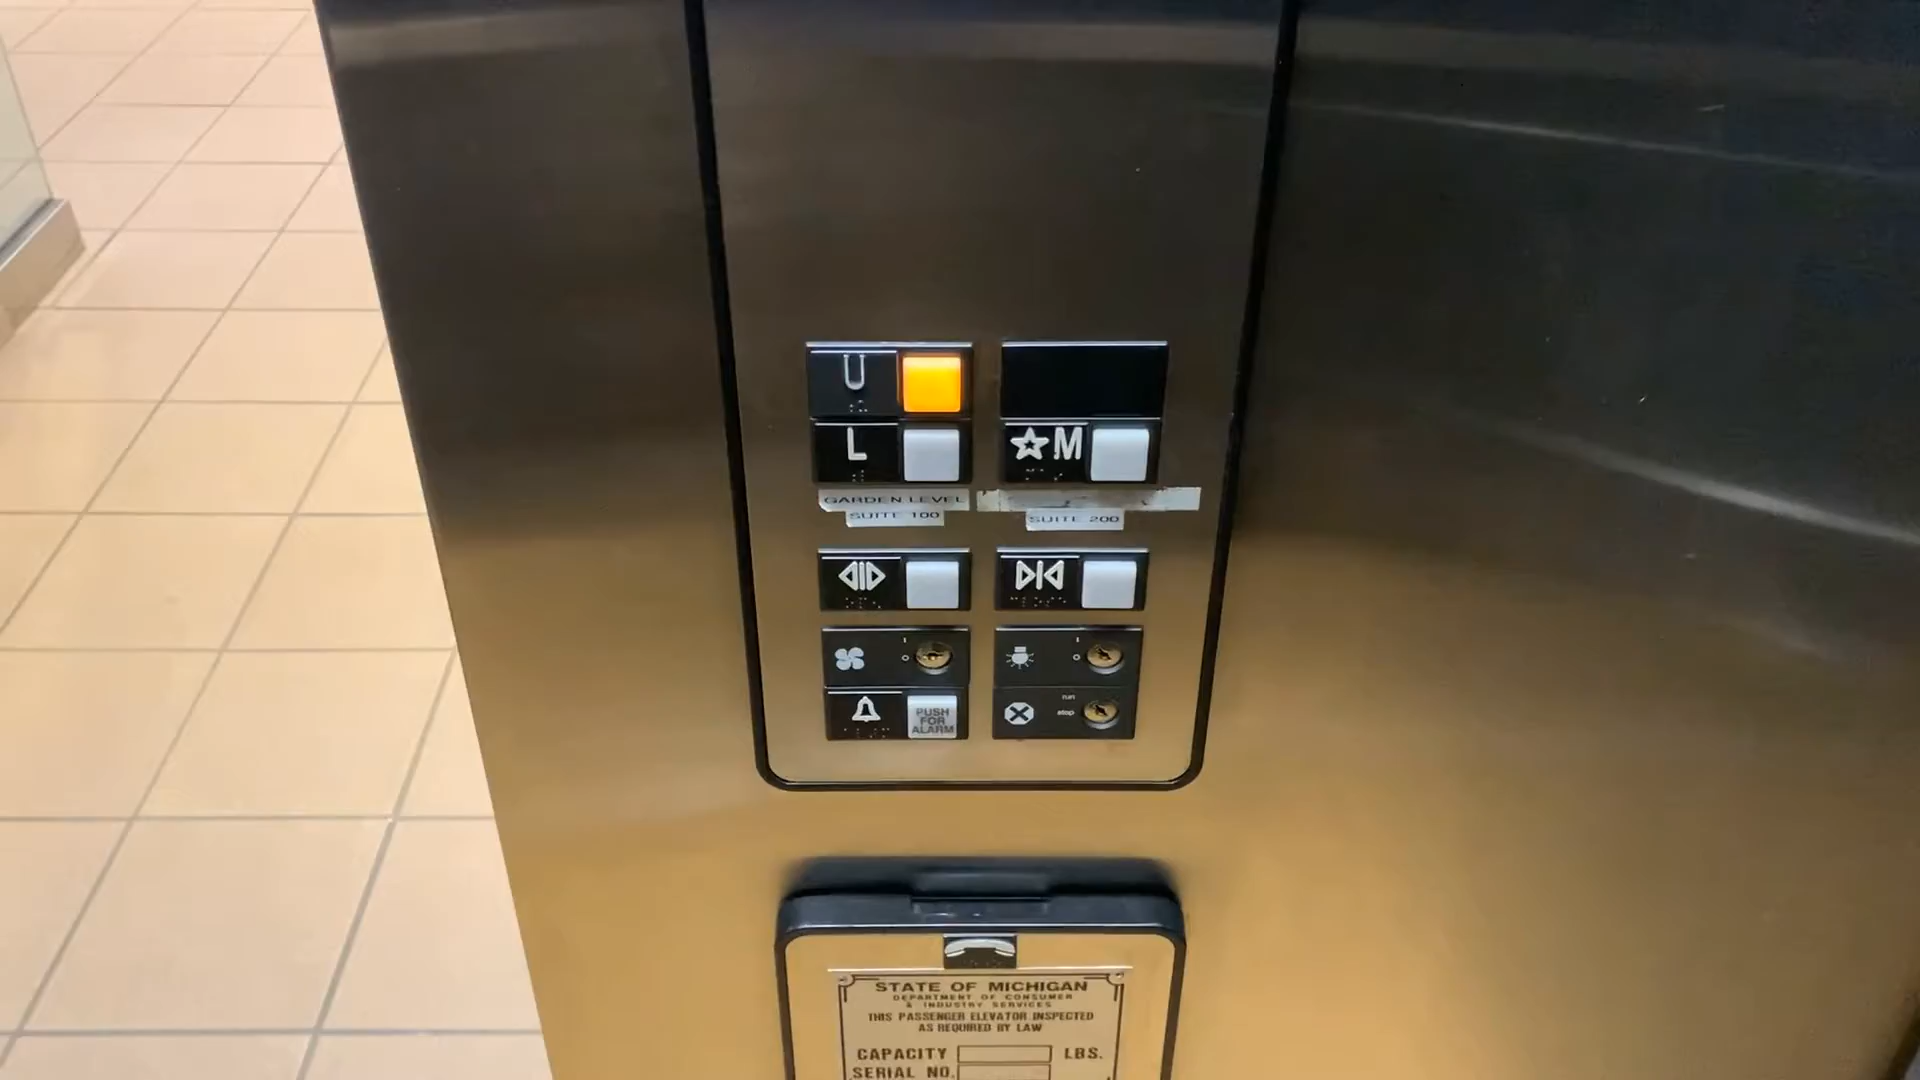 U
L
☆M
GARDEN LEVEL
SUITE 100
SUITE 200
I
O
I
O
PUSH
FOR
ALARM
run
stop
STATE OF MICHIGAN
DEPARTMENT OF CONSUMER
& INDUSTRY SERVICES
THIS PASSENGER ELEVATOR INSPECTED
AS REQUIRED BY LAW
CAPACITY LBS.
SERIAL NO.